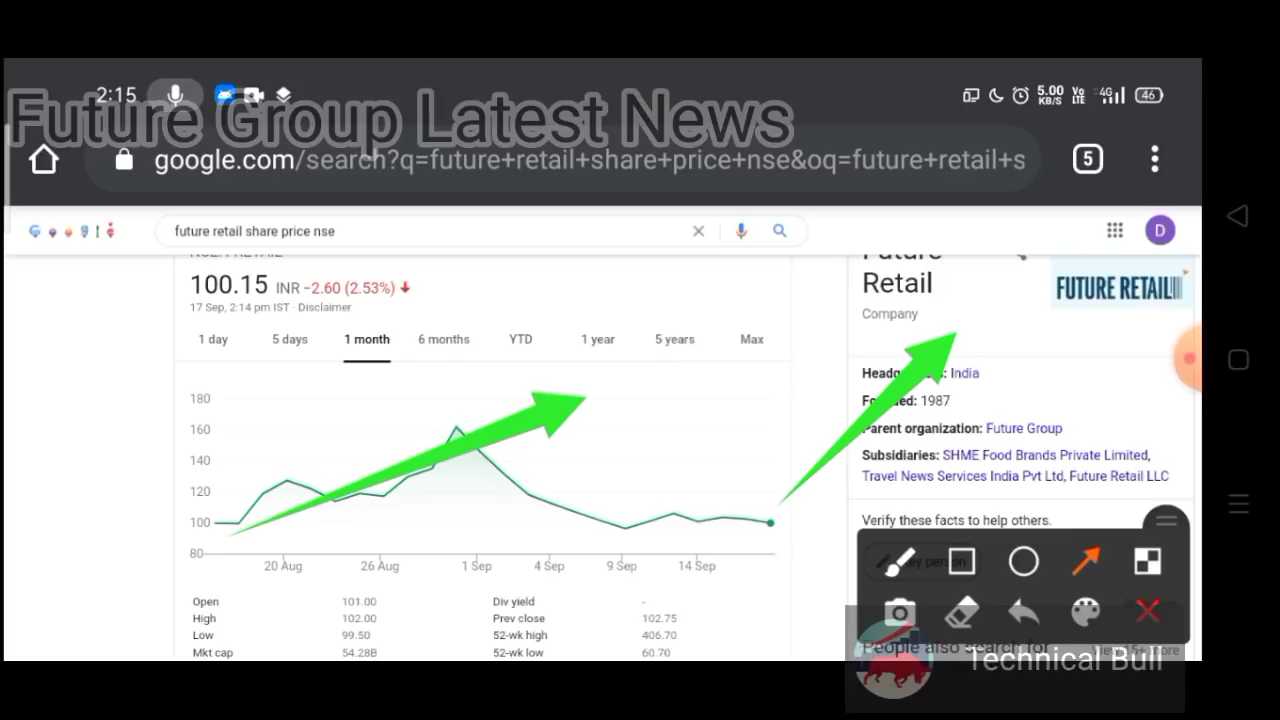 2:15
5.00 KB/S Vo LTE 4G 46
Future Group Latest News
google.com/search?q=future+retail+share+price+nse&oq=future+retail+s
5
Google
future retail share price nse
D
100.15 INR −2.60 (2.53%)
17 Sep, 2:14 pm IST · Disclaimer
1 day 5 days 1 month 6 months YTD 1 year 5 years Max
180
160
140
120
100
80
20 Aug 26 Aug 1 Sep 4 Sep 9 Sep 14 Sep
Open 101.00 Div yield -
High 102.00 Prev close 102.75
Low 99.50 52-wk high 406.70
Mkt cap 54.28B 52-wk low 60.70
Future
Retail
Company
FUTURE RETAIL
India
1987
Parent organization: Future Group
Subsidiaries: SHME Food Brands Private Limited,
Travel News Services India Pvt Ltd, Future Retail LLC
Verify these facts to help others.
People also search for
Technical Bull